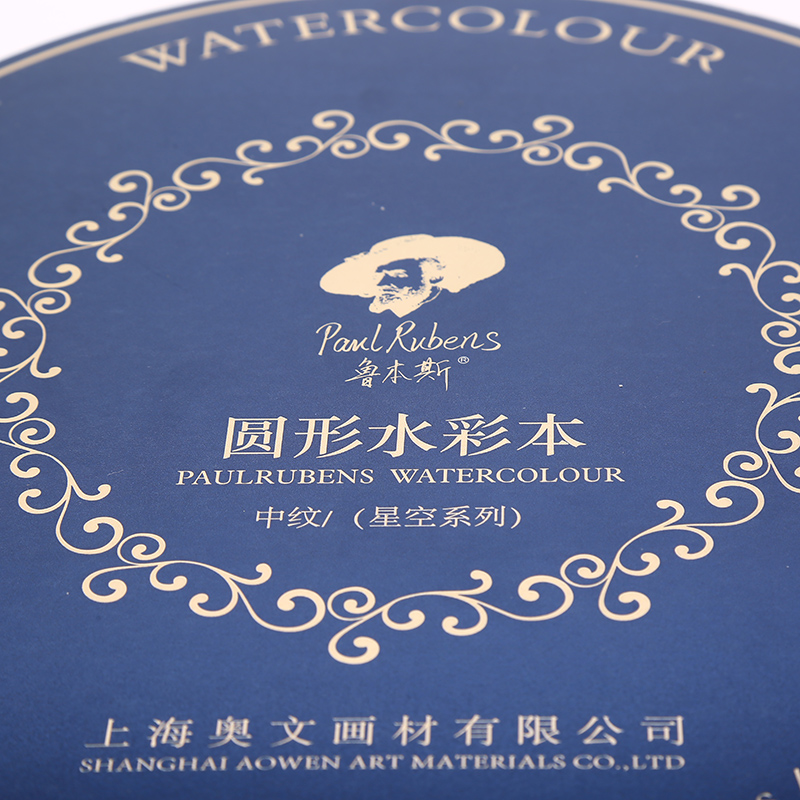 WATERCOLOUR
Paul Rubens
鲁本斯®
圆形水彩本
PAULRUBENS WATERCOLOUR
中纹/（星空系列）
上海奥文画材有限公司
SHANGHAI AOWEN ART MATERIALS CO.,LTD